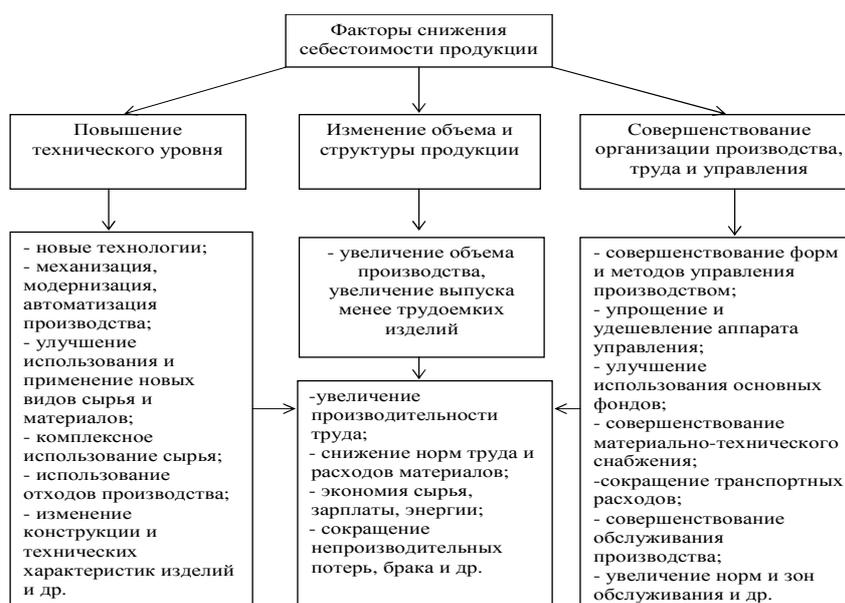 Факторы снижения
себестоимости продукции
Повышение
технического уровня
Изменение объема и
структуры продукции
Совершенствование
организации производства,
труда и управления
- новые технологии;
- механизация,
модернизация,
автоматизация
производства;
- улучшение
использования и
применение новых
видов сырья и
материалов;
- комплексное
использование сырья;
- использование
отходов производства;
- изменение
конструкции и
технических
характеристик изделий
и др.
- увеличение объема
производства,
увеличение выпуска
менее трудоемких
изделий
-увеличение
производительности
труда;
- снижение норм труда и
расходов материалов;
- экономия сырья,
зарплаты, энергии;
- сокращение
непроизводительных
потерь, брака и др.
- совершенствование форм
и методов управления
производством;
- упрощение и
удешевление аппарата
управления;
- улучшение
использования основных
фондов;
- совершенствование
материально-технического
снабжения;
-сокращение транспортных
расходов;
- совершенствование
обслуживания
производства;
- увеличение норм и зон
обслуживания и др.